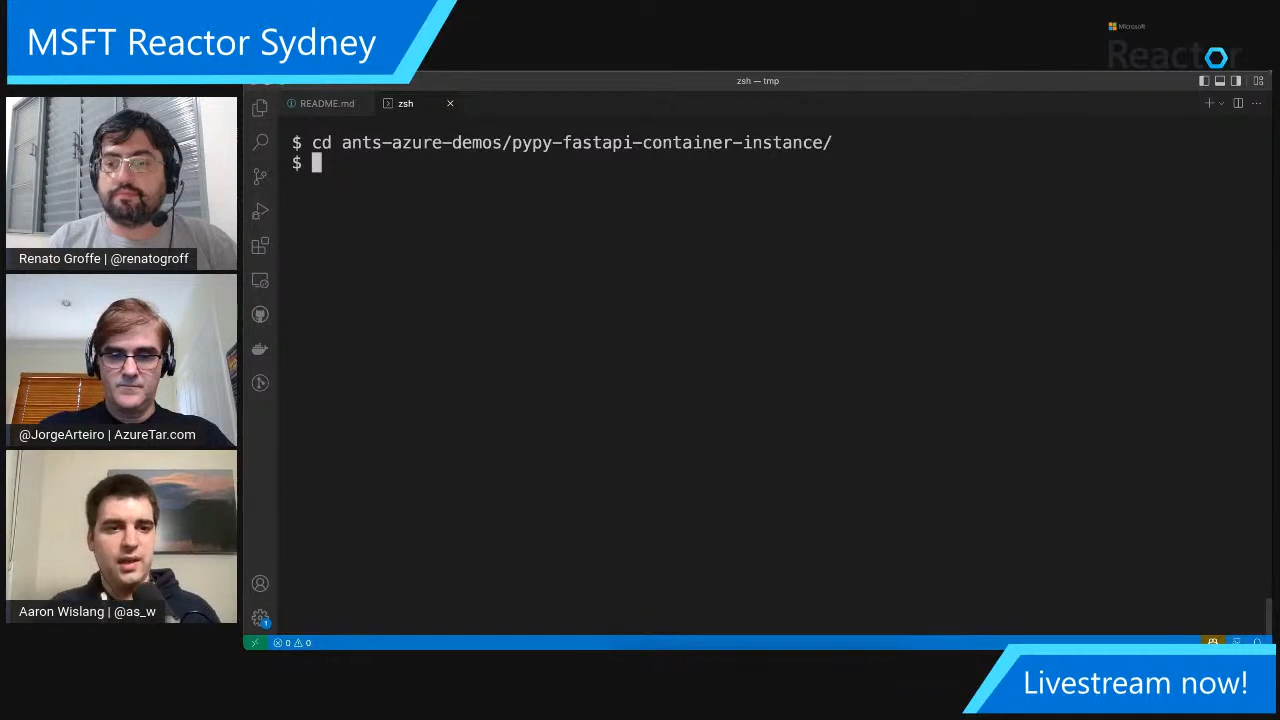 MSFT Reactor Sydney
Microsoft
Reactor
zsh — tmp
README.md
zsh
$ cd ants-azure-demos/pypy-fastapi-container-instance/
$
Renato Groffe | @renatogroff
@JorgeArteiro | AzureTar.com
Aaron Wislang | @as_w
1
0 0
Livestream now!